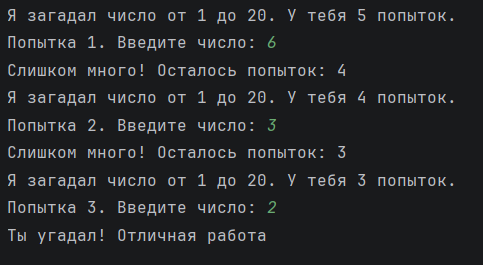 Я загадал число от 1 до 20. У тебя 5 попыток.
Попытка 1. Введите число: 6
Слишком много! Осталось попыток: 4
Я загадал число от 1 до 20. У тебя 4 попыток.
Попытка 2. Введите число: 3
Слишком много! Осталось попыток: 3
Я загадал число от 1 до 20. У тебя 3 попыток.
Попытка 3. Введите число: 2
Ты угадал! Отличная работа